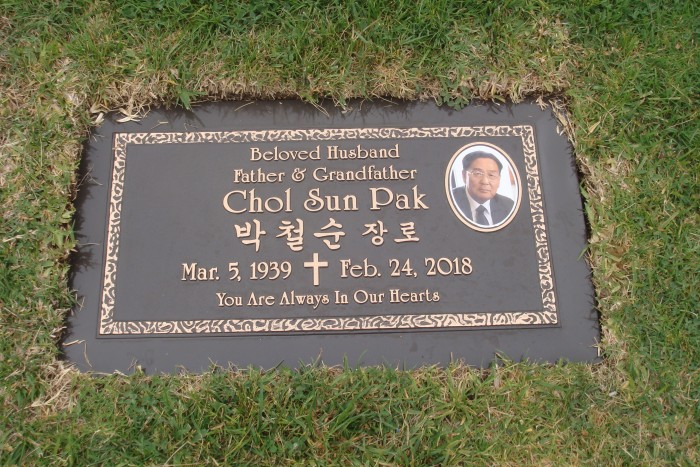 Beloved Husband
Father & Grandfather
Chol Sun Pak
박철순 장로
Mar. 5, 1939 Feb. 24, 2018
You Are Always In Our Hearts